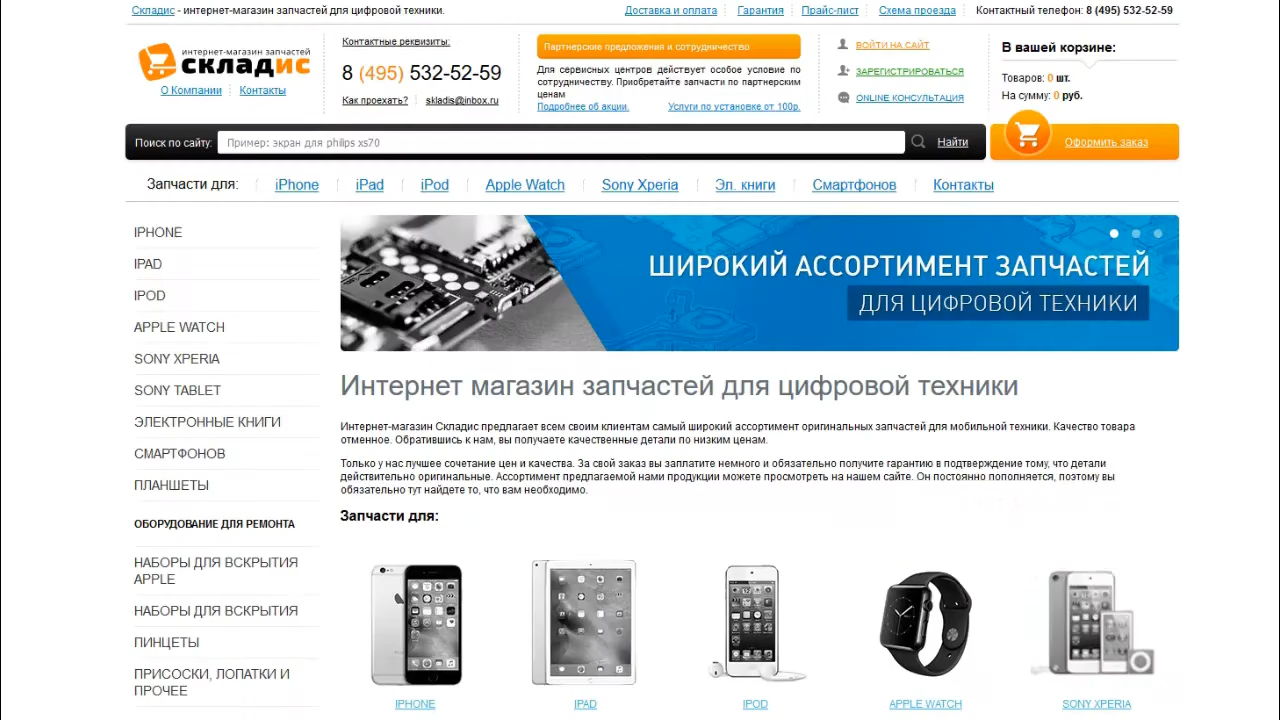 Складис - интернет-магазин запчастей для цифровой техники.
Доставка и оплата
Гарантия
Прайс-лист
Схема проезда
Контактный телефон: 8 (495) 532-52-59
интернет-магазин запчастей
складис
О Компании
Контакты
Контактные реквизиты:
8 (495) 532-52-59
Как проехать?
skladis@inbox.ru
Партнерские предложения и сотрудничество
Для сервисных центров действует особое условие по
сотрудничеству. Приобретайте запчасти по партнерским
ценам
Подробнее об акции.
Услуги по установке от 100р.
ВОЙТИ НА САЙТ
ЗАРЕГИСТРИРОВАТЬСЯ
ONLINE КОНСУЛЬТАЦИЯ
В вашей корзине:
Товаров: 0 шт.
На сумму: 0 руб.
Поиск по сайту:
Пример: экран для philips xs70
Найти
Оформить заказ
Запчасти для:
iPhone
iPad
iPod
Apple Watch
Sony Xperia
Эл. книги
Смартфонов
Контакты
IPHONE
IPAD
IPOD
APPLE WATCH
SONY XPERIA
SONY TABLET
ЭЛЕКТРОННЫЕ КНИГИ
СМАРТФОНОВ
ПЛАНШЕТЫ
ОБОРУДОВАНИЕ ДЛЯ РЕМОНТА
НАБОРЫ ДЛЯ ВСКРЫТИЯ
APPLE
НАБОРЫ ДЛЯ ВСКРЫТИЯ
ПИНЦЕТЫ
ПРИСОСКИ, ЛОПАТКИ И
ПРОЧЕЕ
ШИРОКИЙ АССОРТИМЕНТ ЗАПЧАСТЕЙ
ДЛЯ ЦИФРОВОЙ ТЕХНИКИ
Интернет магазин запчастей для цифровой техники
Интернет-магазин Складис предлагает всем своим клиентам самый широкий ассортимент оригинальных запчастей для мобильной техники. Качество товара
отменное. Обратившись к нам, вы получаете качественные детали по низким ценам.
Только у нас лучшее сочетание цен и качества. За свой заказ вы заплатите немного и обязательно получите гарантию в подтверждение тому, что детали
действительно оригинальные. Ассортимент предлагаемой нами продукции можете просмотреть на нашем сайте. Он постоянно пополняется, поэтому вы
обязательно тут найдете то, что вам необходимо.
Запчасти для:
IPHONE
IPAD
IPOD
APPLE WATCH
SONY XPERIA